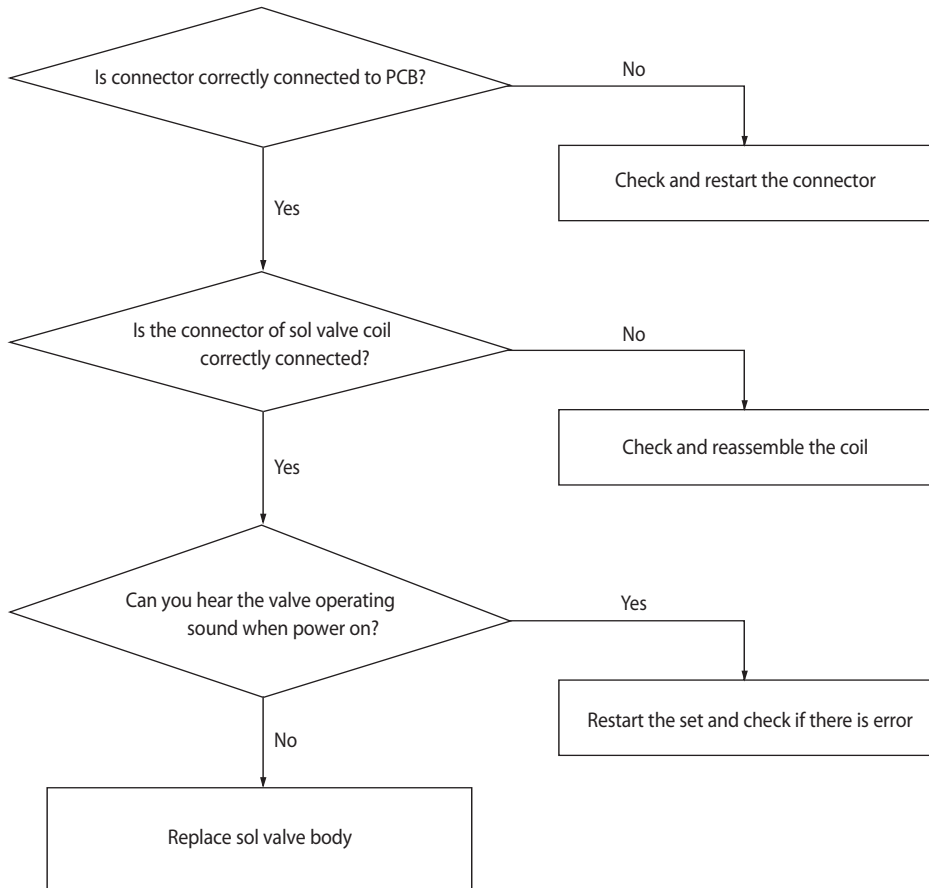 Is connector correctly connected to PCB?
No
Check and restart the connector
Yes
Is the connector of sol valve coil
correctly connected?
No
Check and reassemble the coil
Yes
Can you hear the valve operating
sound when power on?
Yes
Restart the set and check if there is error
No
Replace sol valve body